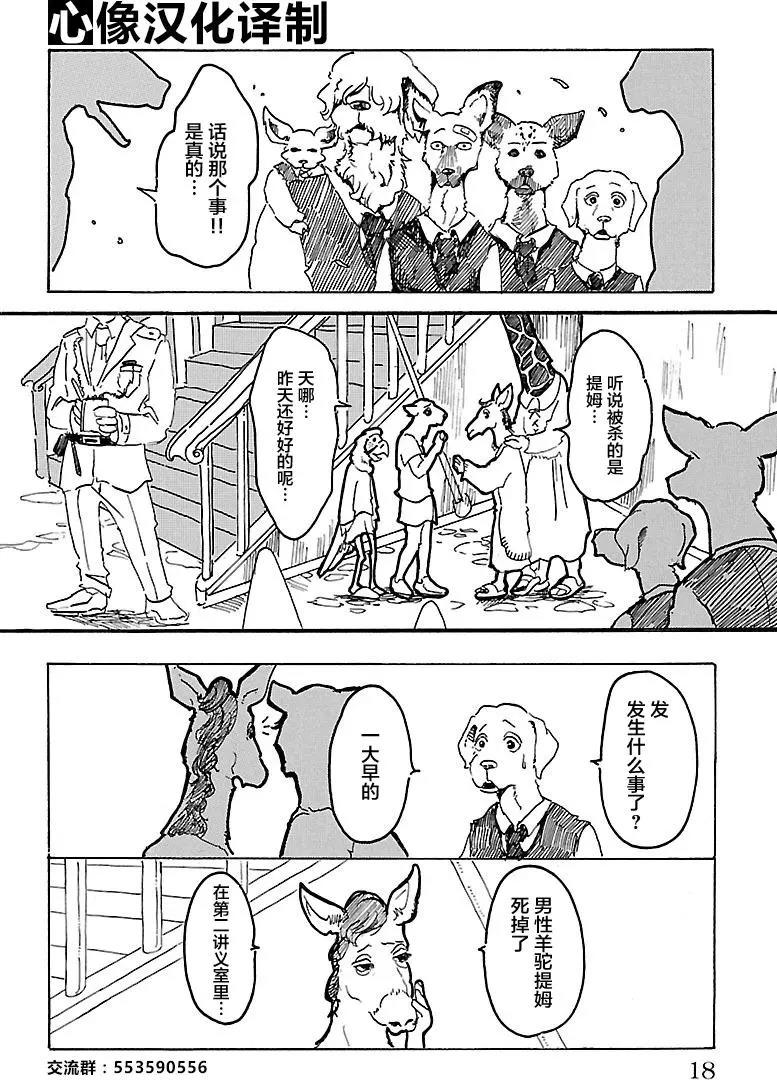 心像汉化译制
话说那个事!!
是真的…
听说被杀的是
提姆…
天哪…
昨天还好好的呢…
发
发生什么事了?
一大早的
男性羊驼提姆
死掉了
在第二讲义室里…
交流群：553590556
18